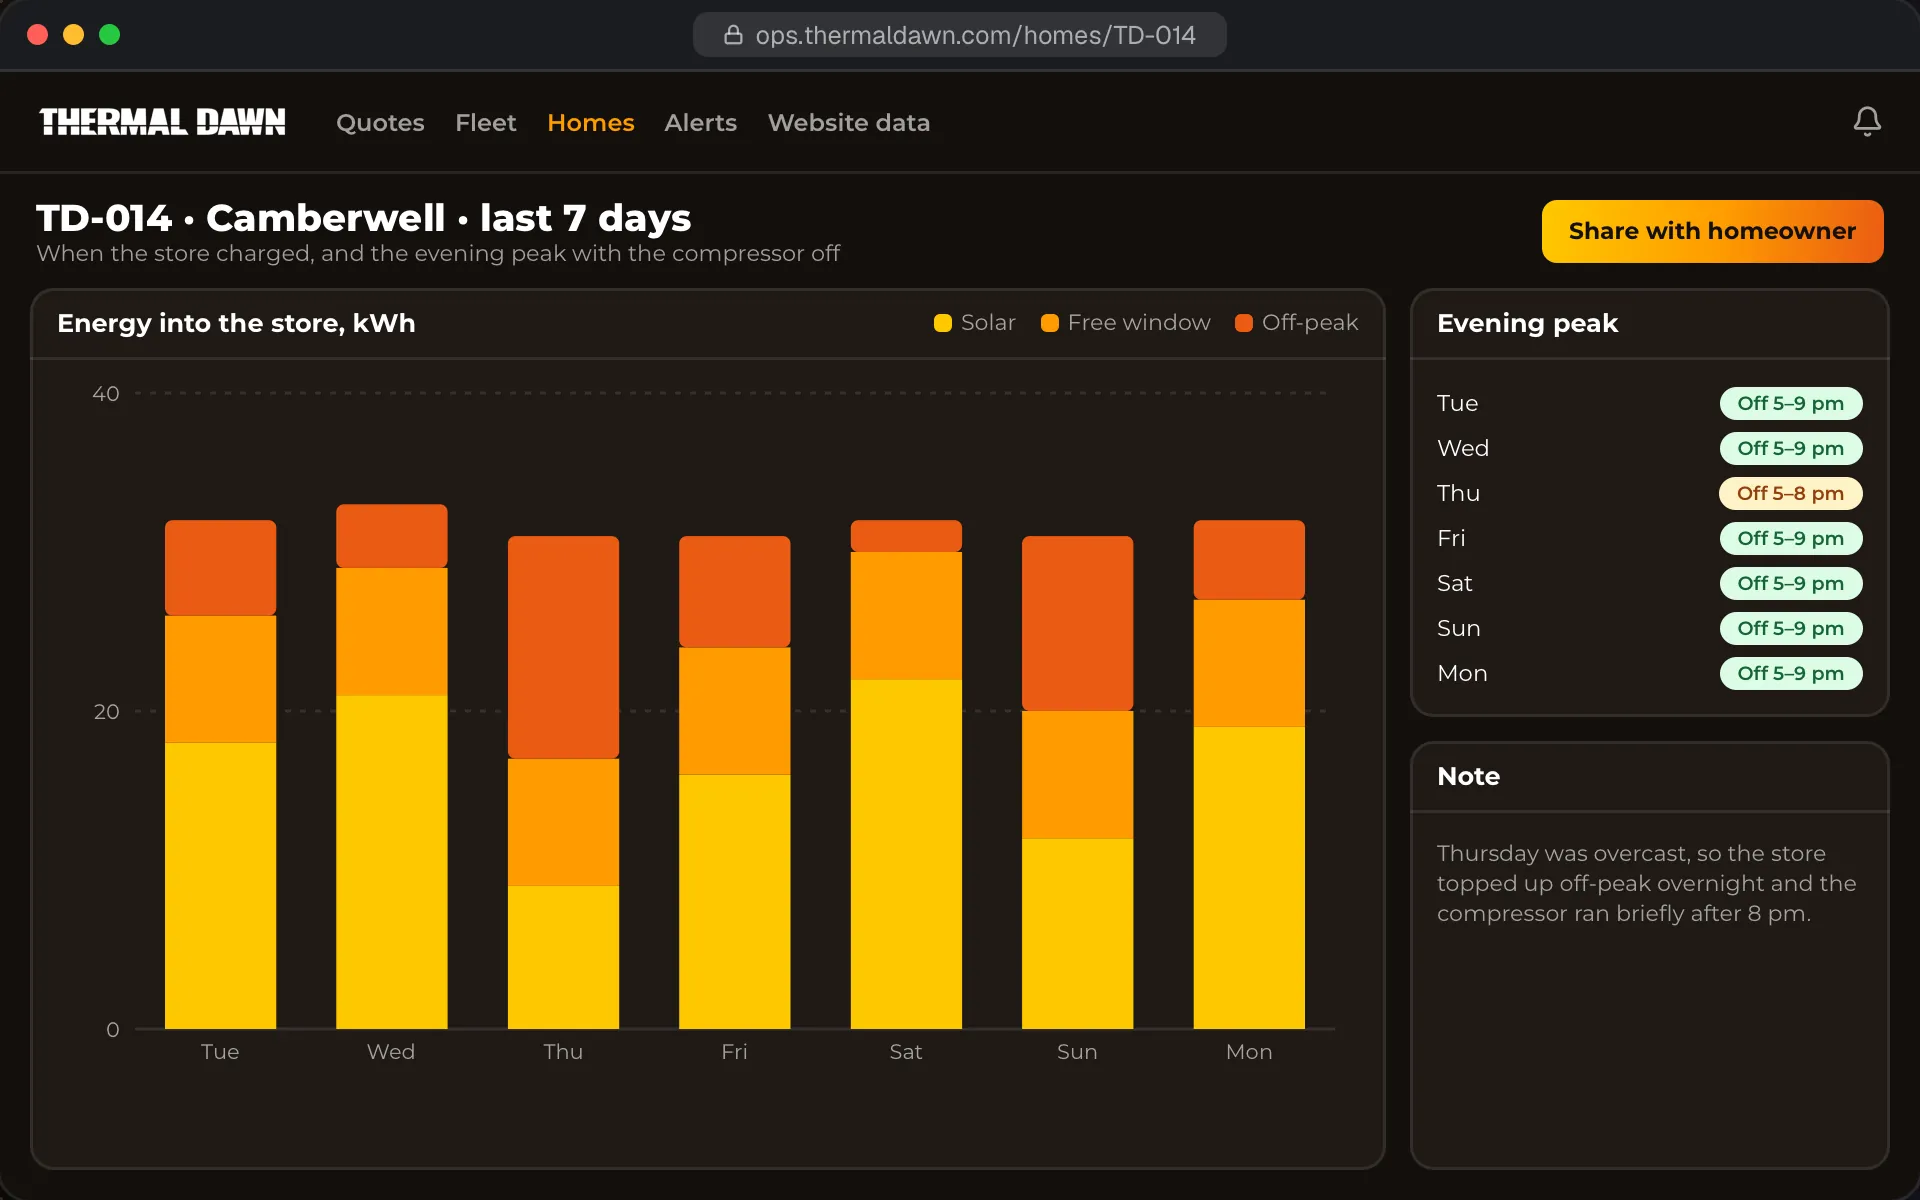 ops.thermaldawn.com/homes/TD-014
THERMAL DAWN
Quotes
Fleet
Homes
Alerts
Website data
TD-014 · Camberwell · last 7 days
When the store charged, and the evening peak with the compressor off
Share with homeowner
Energy into the store, kWh
Solar
Free window
Off-peak
40
20
0
Tue
Wed
Thu
Fri
Sat
Sun
Mon
Evening peak
Tue Off 5–9 pm
Wed Off 5–9 pm
Thu Off 5–8 pm
Fri Off 5–9 pm
Sat Off 5–9 pm
Sun Off 5–9 pm
Mon Off 5–9 pm
Note
Thursday was overcast, so the store
topped up off-peak overnight and the
compressor ran briefly after 8 pm.